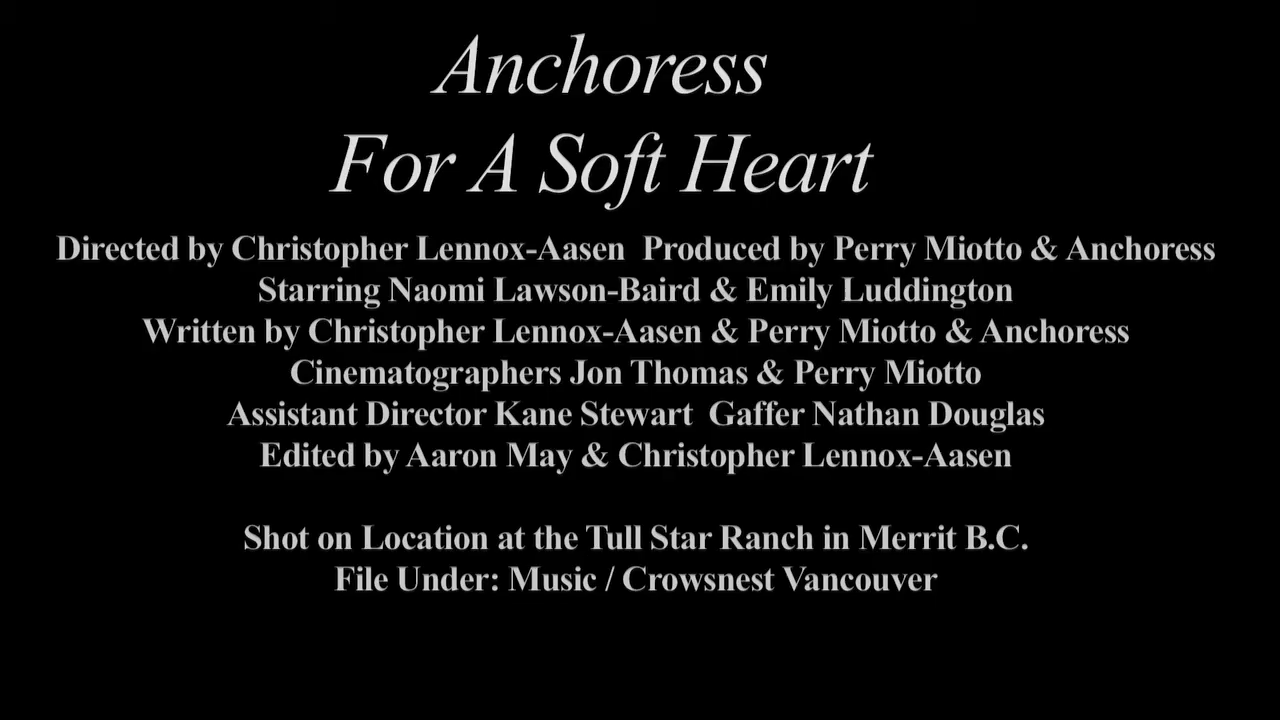 Anchoress
For A Soft Heart
Directed by Christopher Lennox-Aasen  Produced by Perry Miotto & Anchoress
Starring Naomi Lawson-Baird & Emily Luddington
Written by Christopher Lennox-Aasen & Perry Miotto & Anchoress
Cinematographers Jon Thomas & Perry Miotto
Assistant Director Kane Stewart  Gaffer Nathan Douglas
Edited by Aaron May & Christopher Lennox-Aasen
Shot on Location at the Tull Star Ranch in Merrit B.C.
File Under: Music / Crowsnest Vancouver